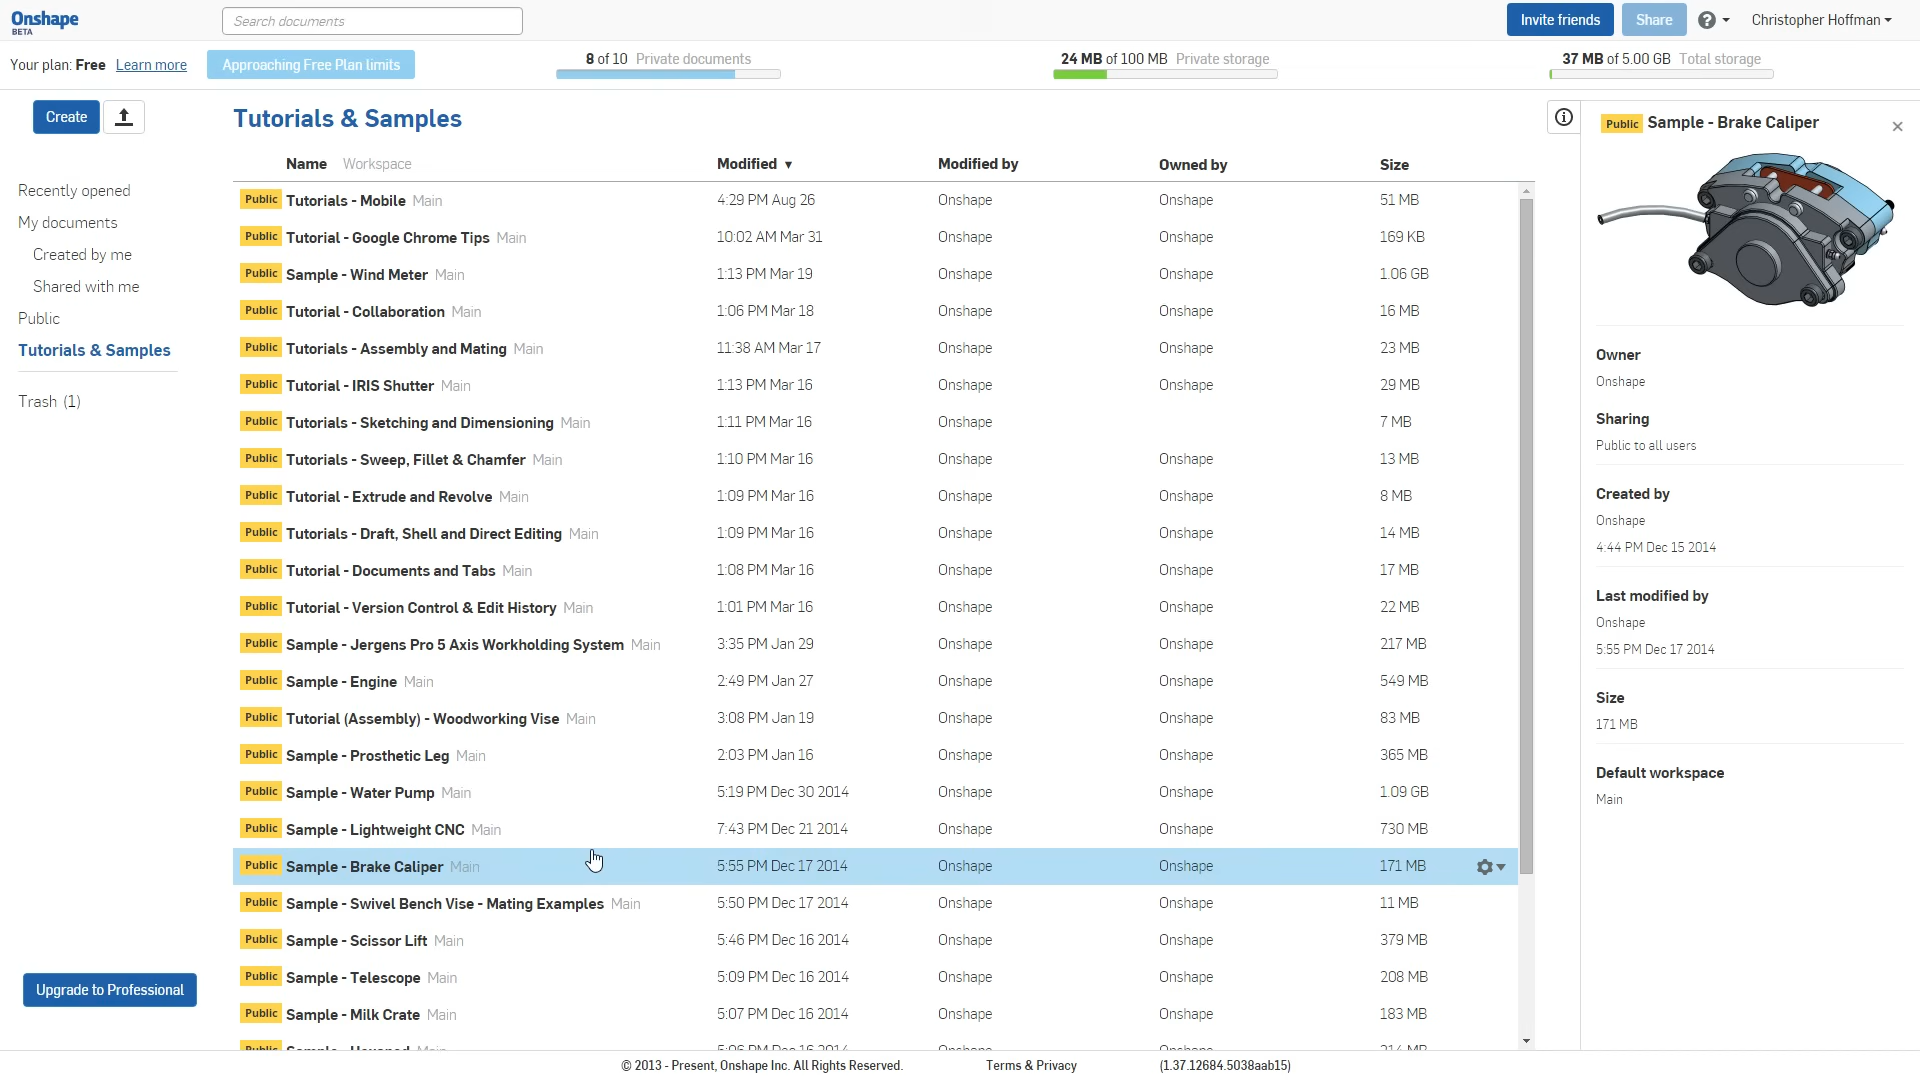 Onshape
BETA
Search documents
Invite friends
Share
Christopher Hoffman
Your plan: Free Learn more
Approaching Free Plan limits
8 of 10 Private documents
24 MB of 100 MB Private storage
37 MB of 5.00 GB Total storage
Create
Recently opened
My documents
Created by me
Shared with me
Public
Tutorials & Samples
Trash (1)
Upgrade to Professional
Tutorials & Samples
Name Workspace Modified Modified by Owned by Size
Public Tutorials - Mobile Main 4:29 PM Aug 26 Onshape Onshape 51 MB
Public Tutorial - Google Chrome Tips Main 10:02 AM Mar 31 Onshape Onshape 169 KB
Public Sample - Wind Meter Main 1:13 PM Mar 19 Onshape Onshape 1.06 GB
Public Tutorial - Collaboration Main 1:06 PM Mar 18 Onshape Onshape 16 MB
Public Tutorials - Assembly and Mating Main 11:38 AM Mar 17 Onshape Onshape 23 MB
Public Tutorial - IRIS Shutter Main 1:13 PM Mar 16 Onshape Onshape 29 MB
Public Tutorials - Sketching and Dimensioning Main 1:11 PM Mar 16 Onshape 7 MB
Public Tutorials - Sweep, Fillet & Chamfer Main 1:10 PM Mar 16 Onshape Onshape 13 MB
Public Tutorial - Extrude and Revolve Main 1:09 PM Mar 16 Onshape Onshape 8 MB
Public Tutorials - Draft, Shell and Direct Editing Main 1:09 PM Mar 16 Onshape Onshape 14 MB
Public Tutorial - Documents and Tabs Main 1:08 PM Mar 16 Onshape Onshape 17 MB
Public Tutorial - Version Control & Edit History Main 1:01 PM Mar 16 Onshape Onshape 22 MB
Public Sample - Jergens Pro 5 Axis Workholding System Main 3:35 PM Jan 29 Onshape Onshape 217 MB
Public Sample - Engine Main 2:49 PM Jan 27 Onshape Onshape 549 MB
Public Tutorial (Assembly) - Woodworking Vise Main 3:08 PM Jan 19 Onshape Onshape 83 MB
Public Sample - Prosthetic Leg Main 2:03 PM Jan 16 Onshape Onshape 365 MB
Public Sample - Water Pump Main 5:19 PM Dec 30 2014 Onshape Onshape 1.09 GB
Public Sample - Lightweight CNC Main 7:43 PM Dec 21 2014 Onshape Onshape 730 MB
Public Sample - Brake Caliper Main 5:55 PM Dec 17 2014 Onshape Onshape 171 MB
Public Sample - Swivel Bench Vise - Mating Examples Main 5:50 PM Dec 17 2014 Onshape Onshape 11 MB
Public Sample - Scissor Lift Main 5:46 PM Dec 16 2014 Onshape Onshape 379 MB
Public Sample - Telescope Main 5:09 PM Dec 16 2014 Onshape Onshape 208 MB
Public Sample - Milk Crate Main 5:07 PM Dec 16 2014 Onshape Onshape 183 MB
Public Sample - Brake Caliper
Owner
Onshape
Sharing
Public to all users
Created by
Onshape
4:44 PM Dec 15 2014
Last modified by
Onshape
5:55 PM Dec 17 2014
Size
171 MB
Default workspace
Main
© 2013 - Present, Onshape Inc. All Rights Reserved. Terms & Privacy (1.37.12684.5038aab15)